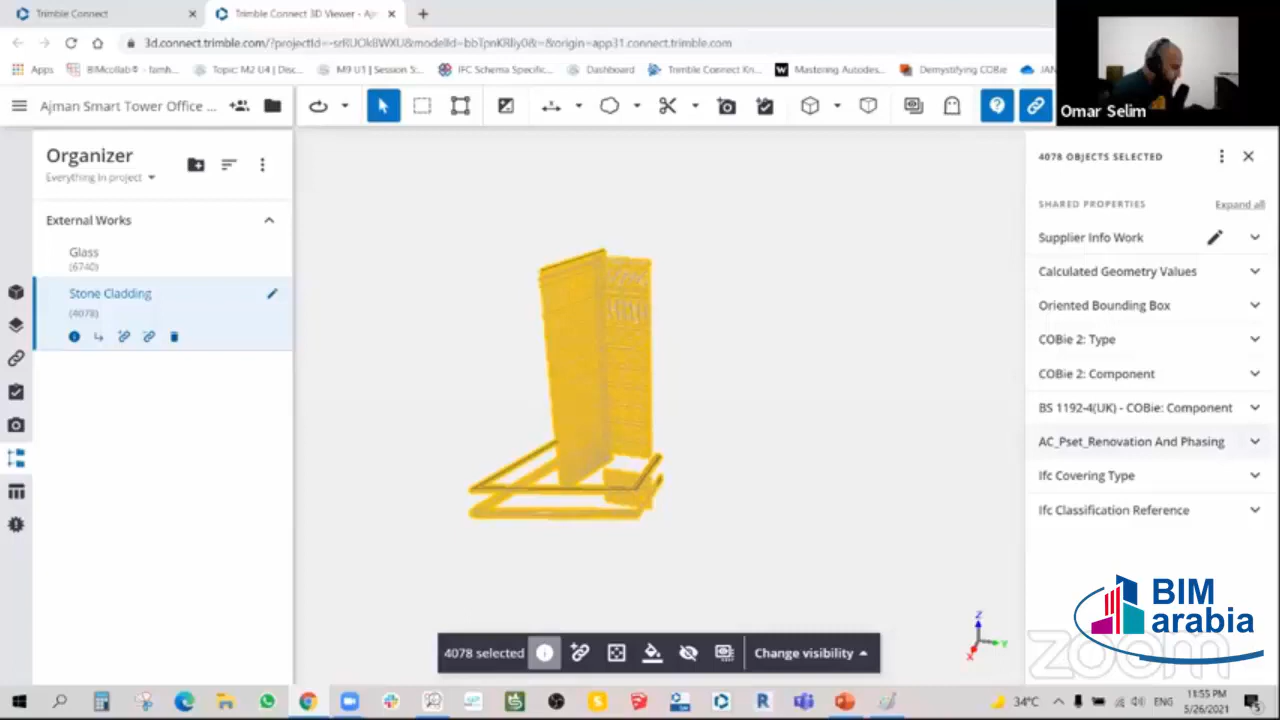 Trimble Connect
Trimble Connect 3D Viewer - Ajm
3d.connect.trimble.com/?projectId=-srRUOkBWXU&modelId=bbTpnKRlly0&=&origin=app31.connect.trimble.com
Apps
BIMcollab® - famh...
Topic: M2 U4 | Disc...
M9 U1 | Session S...
IFC Schema Specific...
Dashboard
Trimble Connect Kn...
Mastering Autodes...
Demystifying COBie
JAN
Omar Selim
Ajman Smart Tower Office ...
Organizer
Everything in project
External Works
Glass
(6740)
Stone Cladding
(4078)
4078 OBJECTS SELECTED
SHARED PROPERTIES
Expand all
Supplier Info Work
Calculated Geometry Values
Oriented Bounding Box
COBie 2: Type
COBie 2: Component
BS 1192-4(UK) - COBie: Component
AC_Pset_Renovation And Phasing
Ifc Covering Type
Ifc Classification Reference
BIM
arabia
zoom
Z
Y
X
4078 selected
Change visibility
34°C
ENG
11:55 PM
5/26/2021